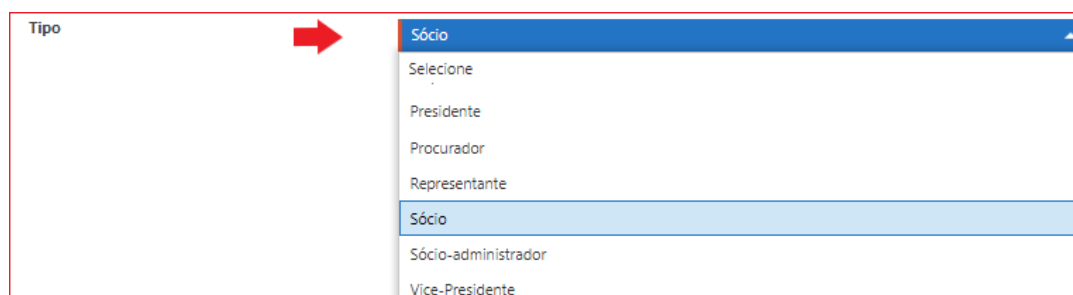 Tipo
Sócio
Selecione
Presidente
Procurador
Representante
Sócio
Sócio-administrador
Vice-Presidente